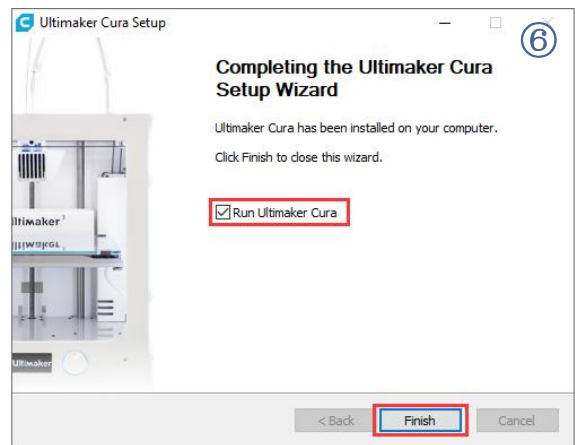 Ultimaker Cura Setup
⑥
Completing the Ultimaker Cura
Setup Wizard
Ultimaker Cura has been installed on your computer.
Click Finish to close this wizard.
Run Ultimaker Cura
Ultimaker³
Ultimaker
Ultimaker
< Back
Finish
Cancel